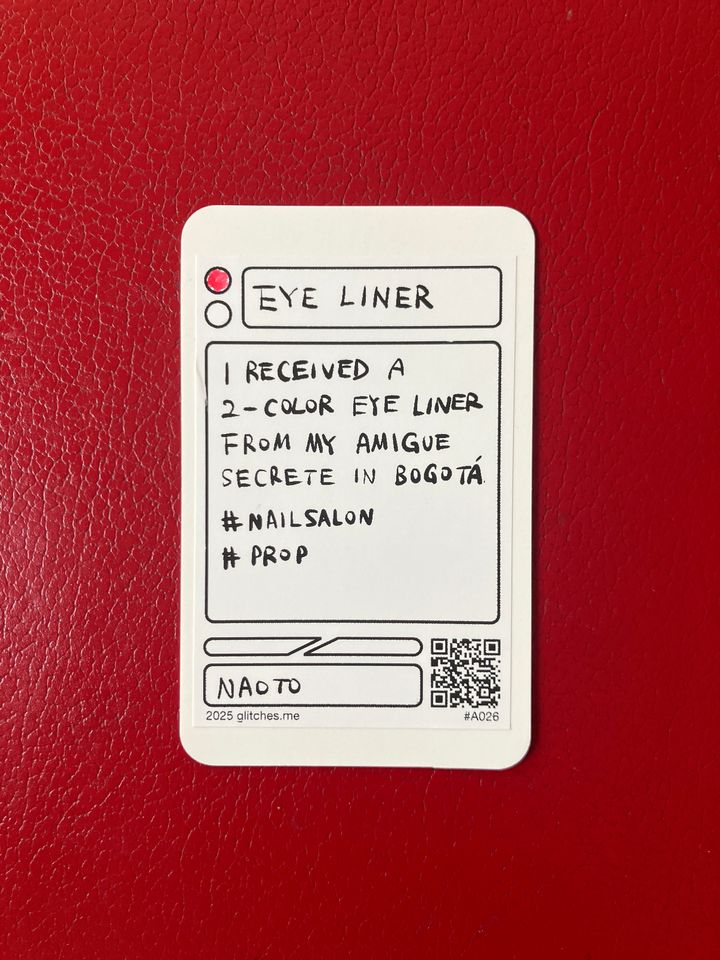 EYE LINER
I RECEIVED A
2-COLOR EYE LINER
FROM MY AMIGUE
SECRETE IN BOGOTÁ.
#NAILSALON
# PROP
NAOTO
2025 glitches.me
#A026